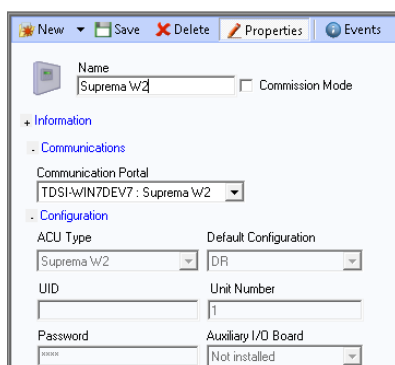 New Save Delete Properties Events
Name
Suprema W2
Commission Mode
+ Information
- Communications
Communication Portal
TDSI-WIN7DEV7 : Suprema W2
- Configuration
ACU Type Default Configuration
Suprema W2 DR
UID Unit Number
1
Password Auxiliary I/O Board
**** Not installed